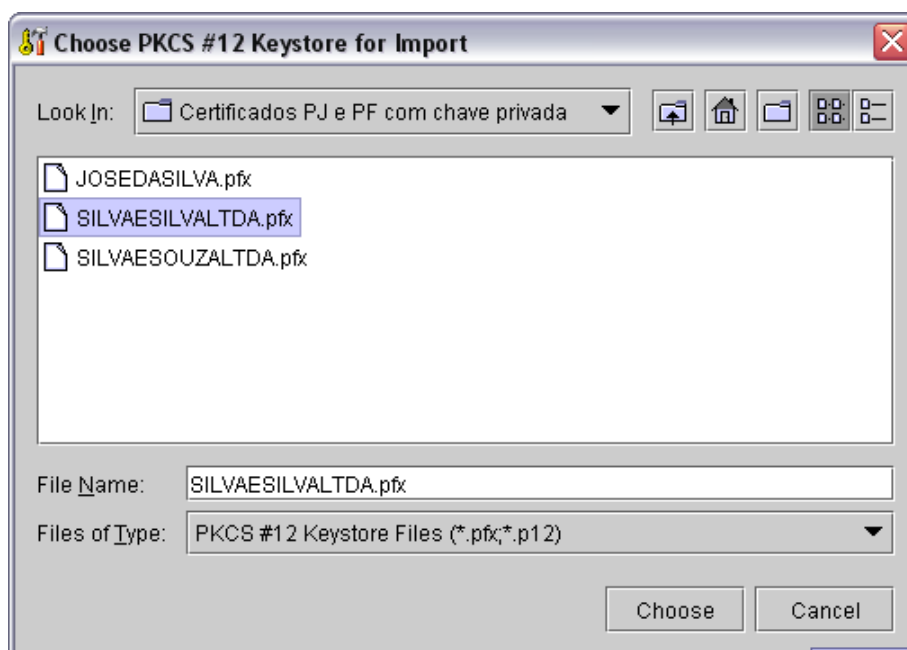 Choose PKCS #12 Keystore for Import
Look In: Certificados PJ e PF com chave privada
JOSEDASILVA.pfx
SILVAESILVALTDA.pfx
SILVAESOUZALTDA.pfx
File Name: SILVAESILVALTDA.pfx
Files of Type: PKCS #12 Keystore Files (*.pfx;*.p12)
Choose Cancel